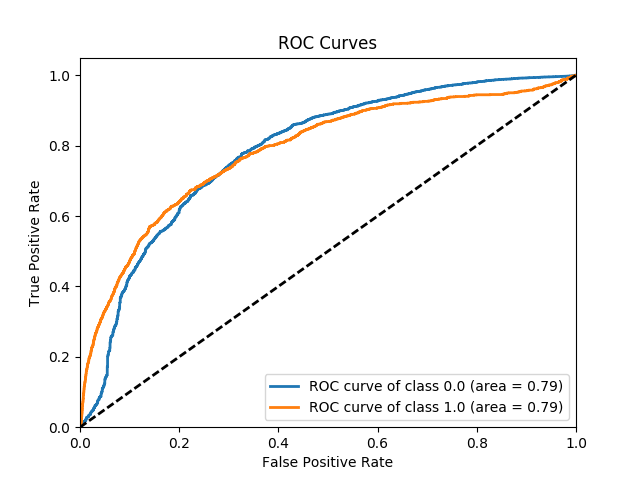 ROC Curves
True Positive Rate
1.0
0.8
0.6
0.4
0.2
0.0
ROC curve of class 0.0 (area = 0.79)
ROC curve of class 1.0 (area = 0.79)
0.0 0.2 0.4 0.6 0.8 1.0
False Positive Rate